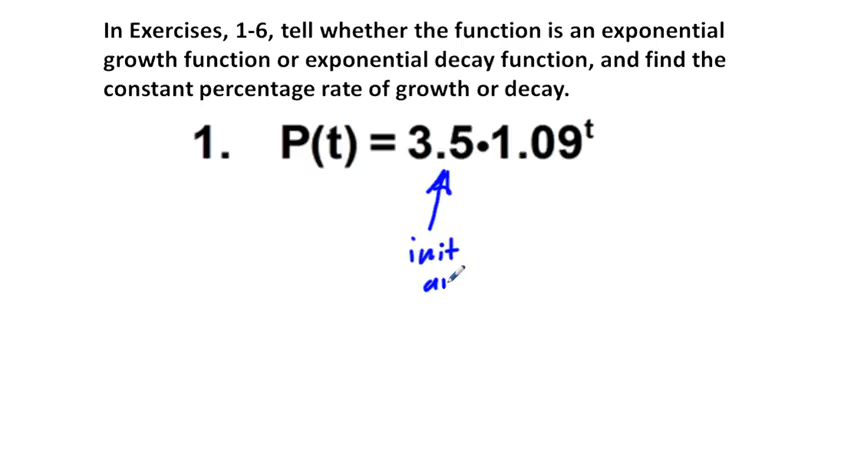 In Exercises, 1-6, tell whether the function is an exponential
growth function or exponential decay function, and find the
constant percentage rate of growth or decay.
1. P(t) = 3.5•1.09ᵗ
init